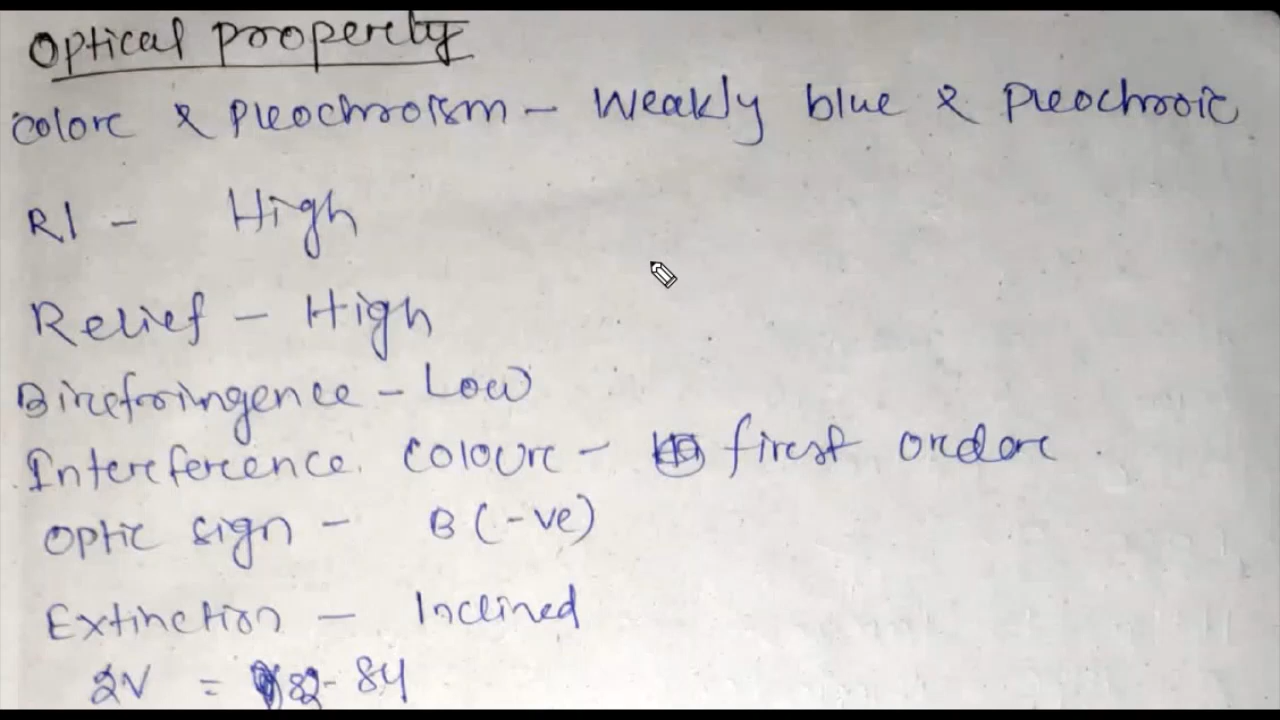 Optical property
Colore & Pleochroism - Weakly blue & pleochroic
RI - High
Relief - High
Birefringence - Low
Interference Colour - first order
Optic sign - B (-ve)
Extinction - Inclined
2V = 82-84